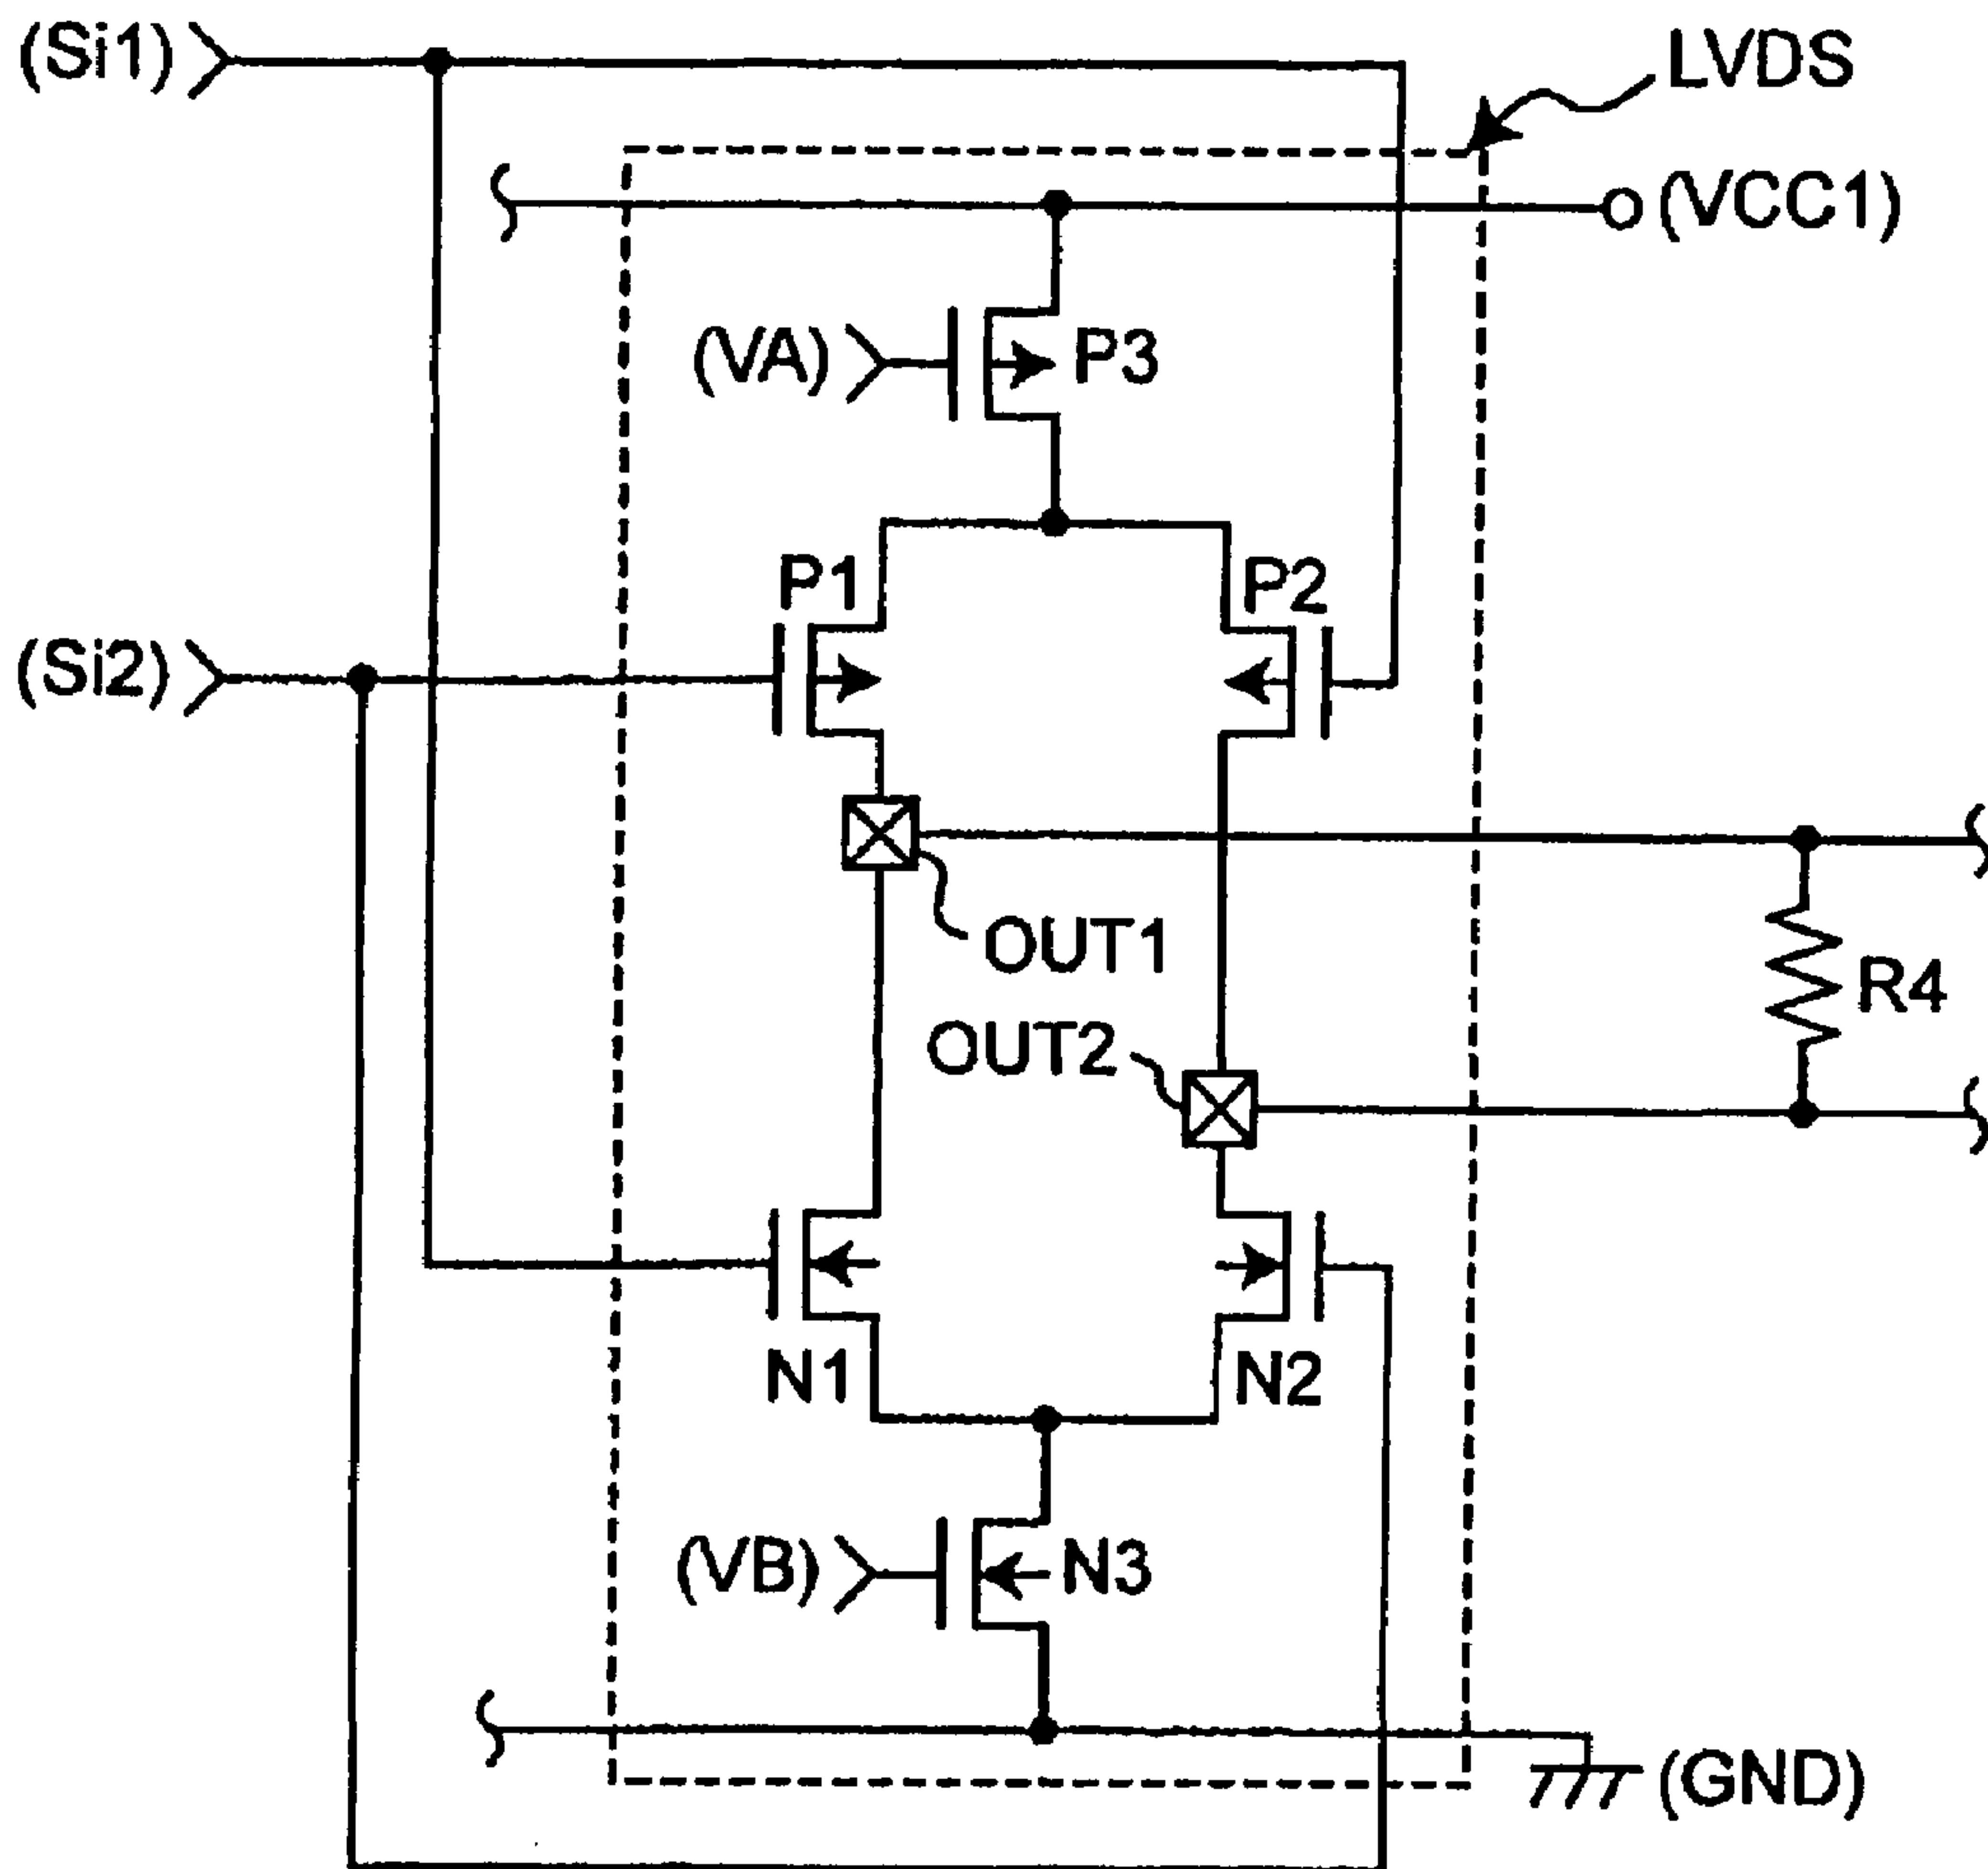 (Si1)
LVDS
(VCC1)
(VA)
P3
P1
P2
(Si2)
OUT1
R4
OUT2
N1
N2
(VB)
N3
(GND)